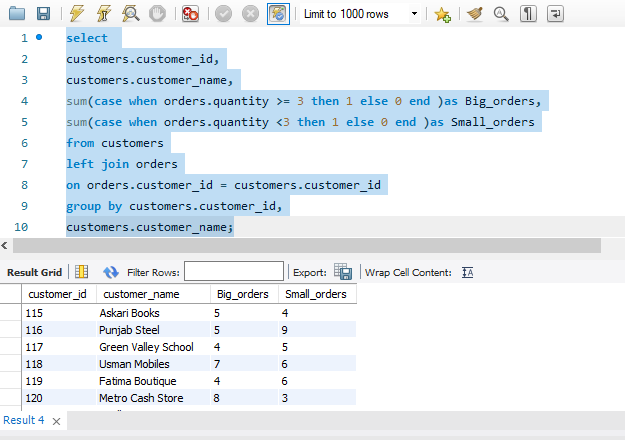 Limit to 1000 rows
1 select
2 customers.customer_id,
3 customers.customer_name,
4 sum(case when orders.quantity >= 3 then 1 else 0 end )as Big_orders,
5 sum(case when orders.quantity <3 then 1 else 0 end )as Small_orders
6 from customers
7 left join orders
8 on orders.customer_id = customers.customer_id
9 group by customers.customer_id,
10 customers.customer_name;
Result Grid Filter Rows: Export: Wrap Cell Content: IA
customer_id customer_name Big_orders Small_orders
115 Askari Books 5 4
116 Punjab Steel 5 9
117 Green Valley School 4 5
118 Usman Mobiles 7 6
119 Fatima Boutique 4 6
120 Metro Cash Store 8 3
Result 4